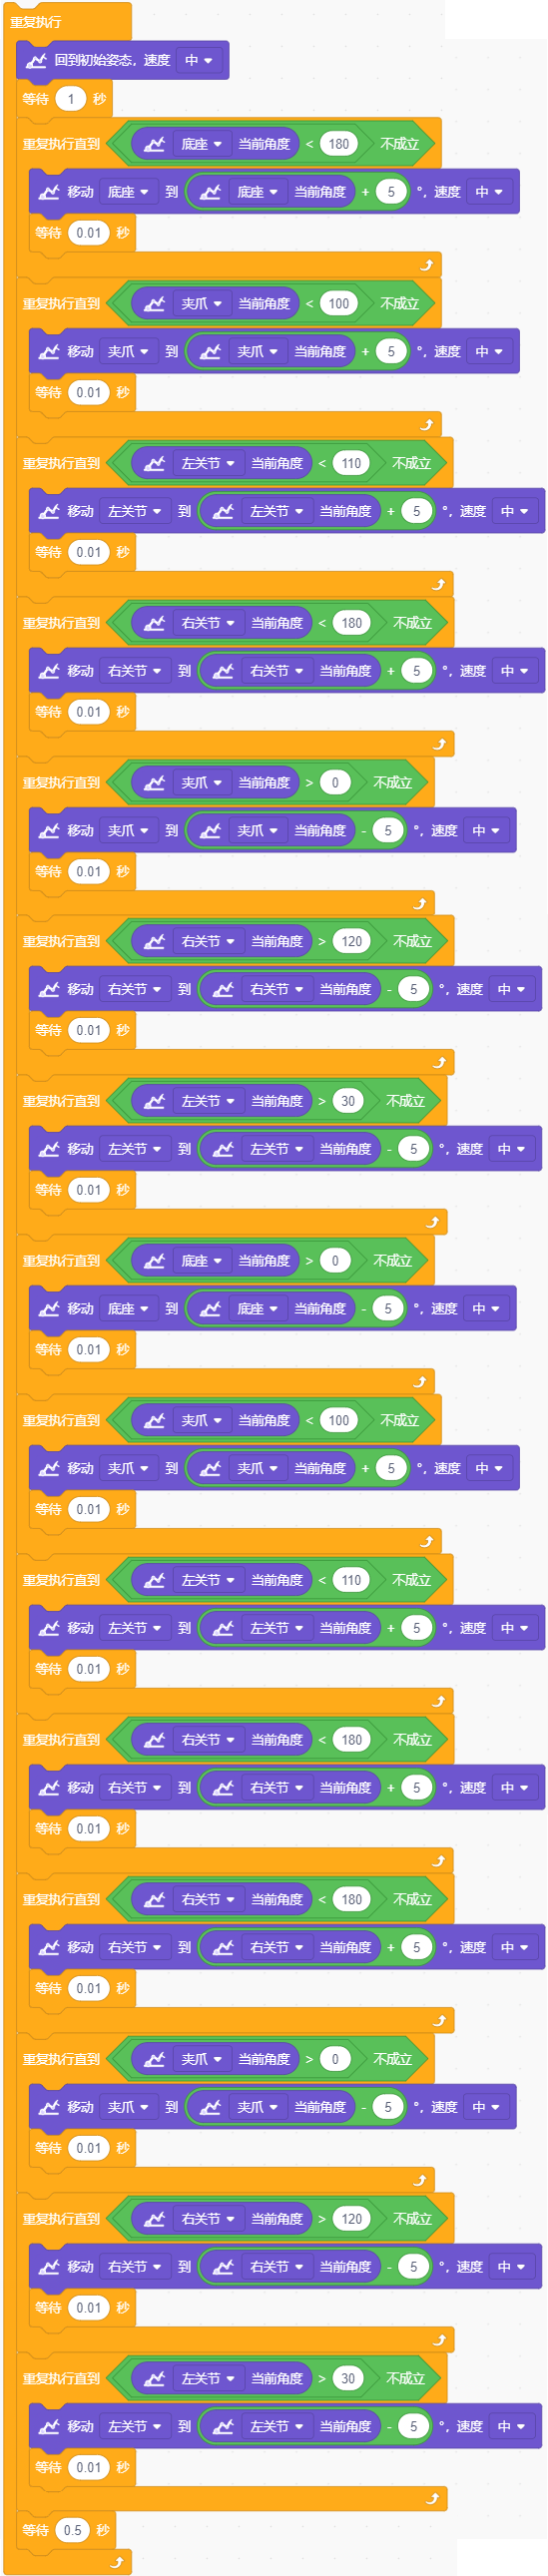 重复执行
回到初始姿态，速度 中
等待 1 秒
重复执行直到 底座 当前角度 < 180 不成立
移动 底座 到 底座 当前角度 + 5 °，速度 中
等待 0.01 秒
重复执行直到 夹爪 当前角度 < 100 不成立
移动 夹爪 到 夹爪 当前角度 + 5 °，速度 中
等待 0.01 秒
重复执行直到 左关节 当前角度 < 110 不成立
移动 左关节 到 左关节 当前角度 + 5 °，速度 中
等待 0.01 秒
重复执行直到 右关节 当前角度 < 180 不成立
移动 右关节 到 右关节 当前角度 + 5 °，速度 中
等待 0.01 秒
重复执行直到 夹爪 当前角度 > 0 不成立
移动 夹爪 到 夹爪 当前角度 - 5 °，速度 中
等待 0.01 秒
重复执行直到 右关节 当前角度 > 120 不成立
移动 右关节 到 右关节 当前角度 - 5 °，速度 中
等待 0.01 秒
重复执行直到 左关节 当前角度 > 30 不成立
移动 左关节 到 左关节 当前角度 - 5 °，速度 中
等待 0.01 秒
重复执行直到 底座 当前角度 > 0 不成立
移动 底座 到 底座 当前角度 - 5 °，速度 中
等待 0.01 秒
重复执行直到 夹爪 当前角度 < 100 不成立
移动 夹爪 到 夹爪 当前角度 + 5 °，速度 中
等待 0.01 秒
重复执行直到 左关节 当前角度 < 110 不成立
移动 左关节 到 左关节 当前角度 + 5 °，速度 中
等待 0.01 秒
重复执行直到 右关节 当前角度 < 180 不成立
移动 右关节 到 右关节 当前角度 + 5 °，速度 中
等待 0.01 秒
重复执行直到 右关节 当前角度 < 180 不成立
移动 右关节 到 右关节 当前角度 + 5 °，速度 中
等待 0.01 秒
重复执行直到 夹爪 当前角度 > 0 不成立
移动 夹爪 到 夹爪 当前角度 - 5 °，速度 中
等待 0.01 秒
重复执行直到 右关节 当前角度 > 120 不成立
移动 右关节 到 右关节 当前角度 - 5 °，速度 中
等待 0.01 秒
重复执行直到 左关节 当前角度 > 30 不成立
移动 左关节 到 左关节 当前角度 - 5 °，速度 中
等待 0.01 秒
等待 0.5 秒